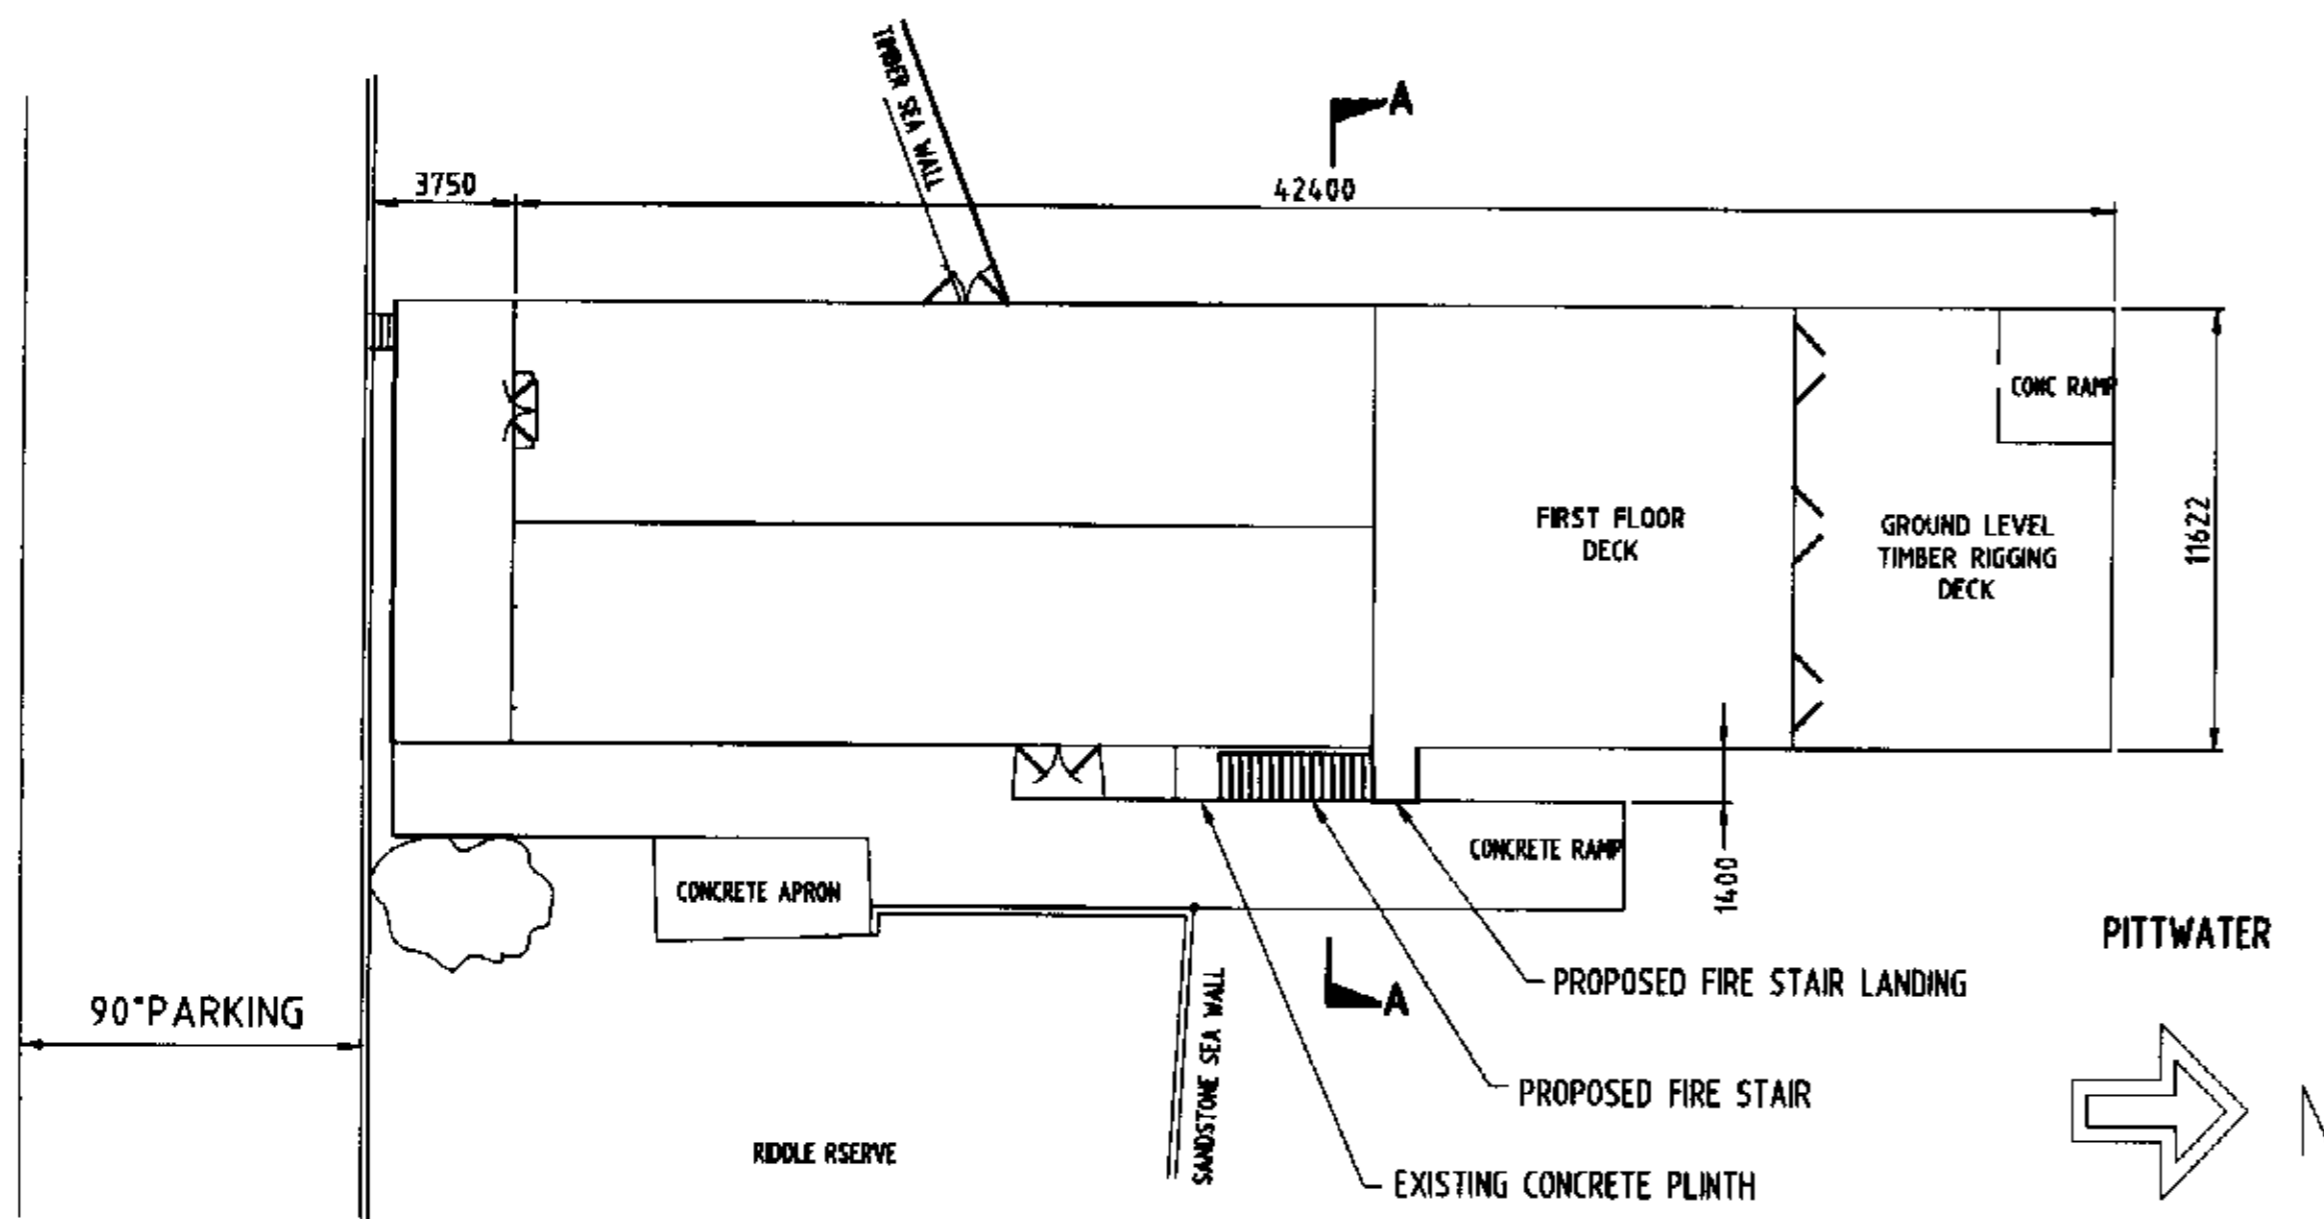 TIMBER SEA WALL
A
3750
42400
CONC RAMP
FIRST FLOOR
DECK
GROUND LEVEL
TIMBER RIGGING
DECK
11622
CONCRETE RAMP
CONCRETE APRON
1400
PITTWATER
PROPOSED FIRE STAIR LANDING
A
90°PARKING
SANDSTONE SEA WALL
PROPOSED FIRE STAIR
RIDDLE RSERVE
EXISTING CONCRETE PLINTH